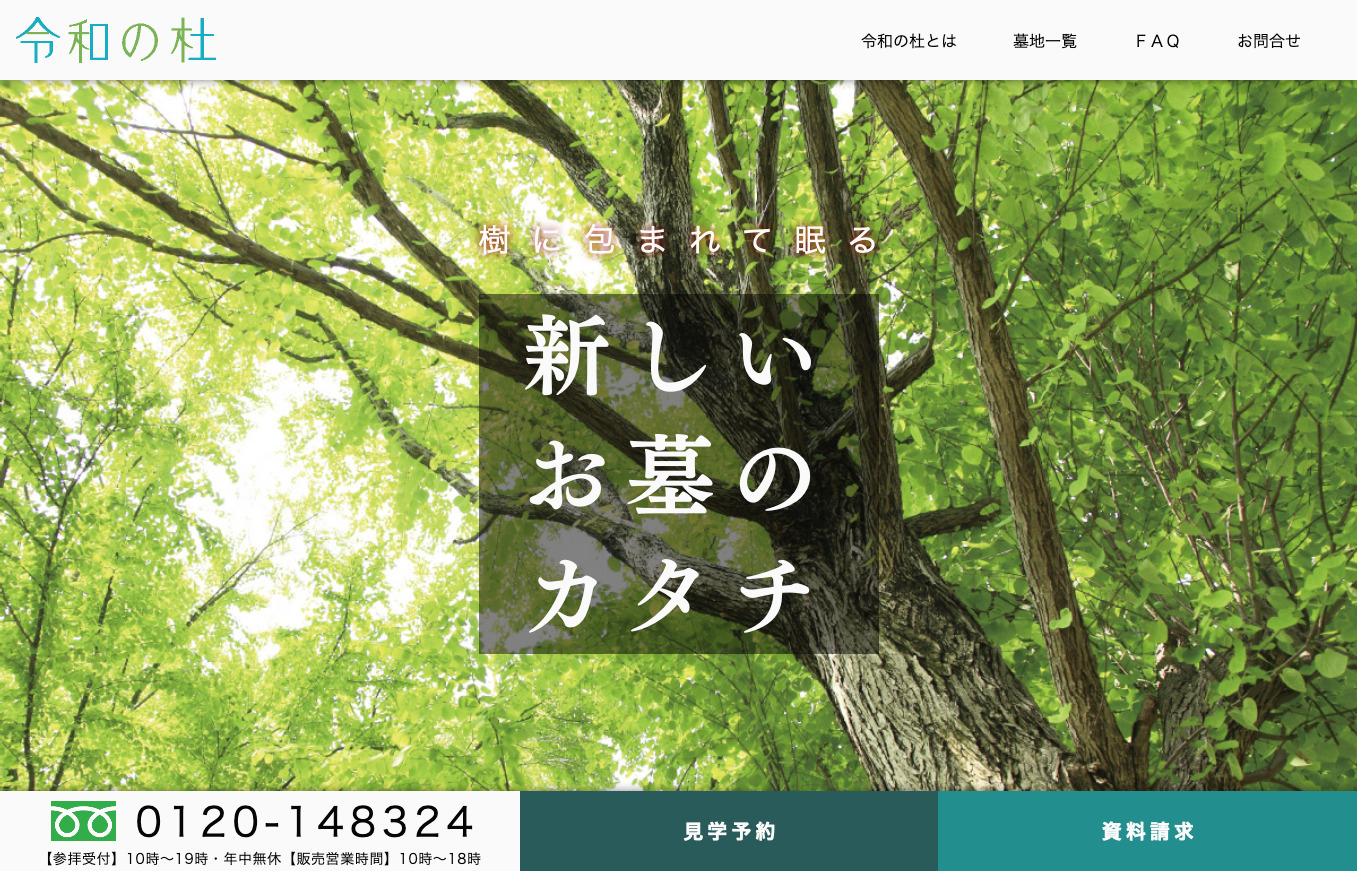 令和の杜
令和の杜とは
墓地一覧
ＦＡＱ
お問合せ
樹に包まれて眠る
新しい
お墓の
カタチ
0120-148324
【参拝受付】10時〜19時・年中無休【販売営業時間】10時〜18時
見学予約
資料請求